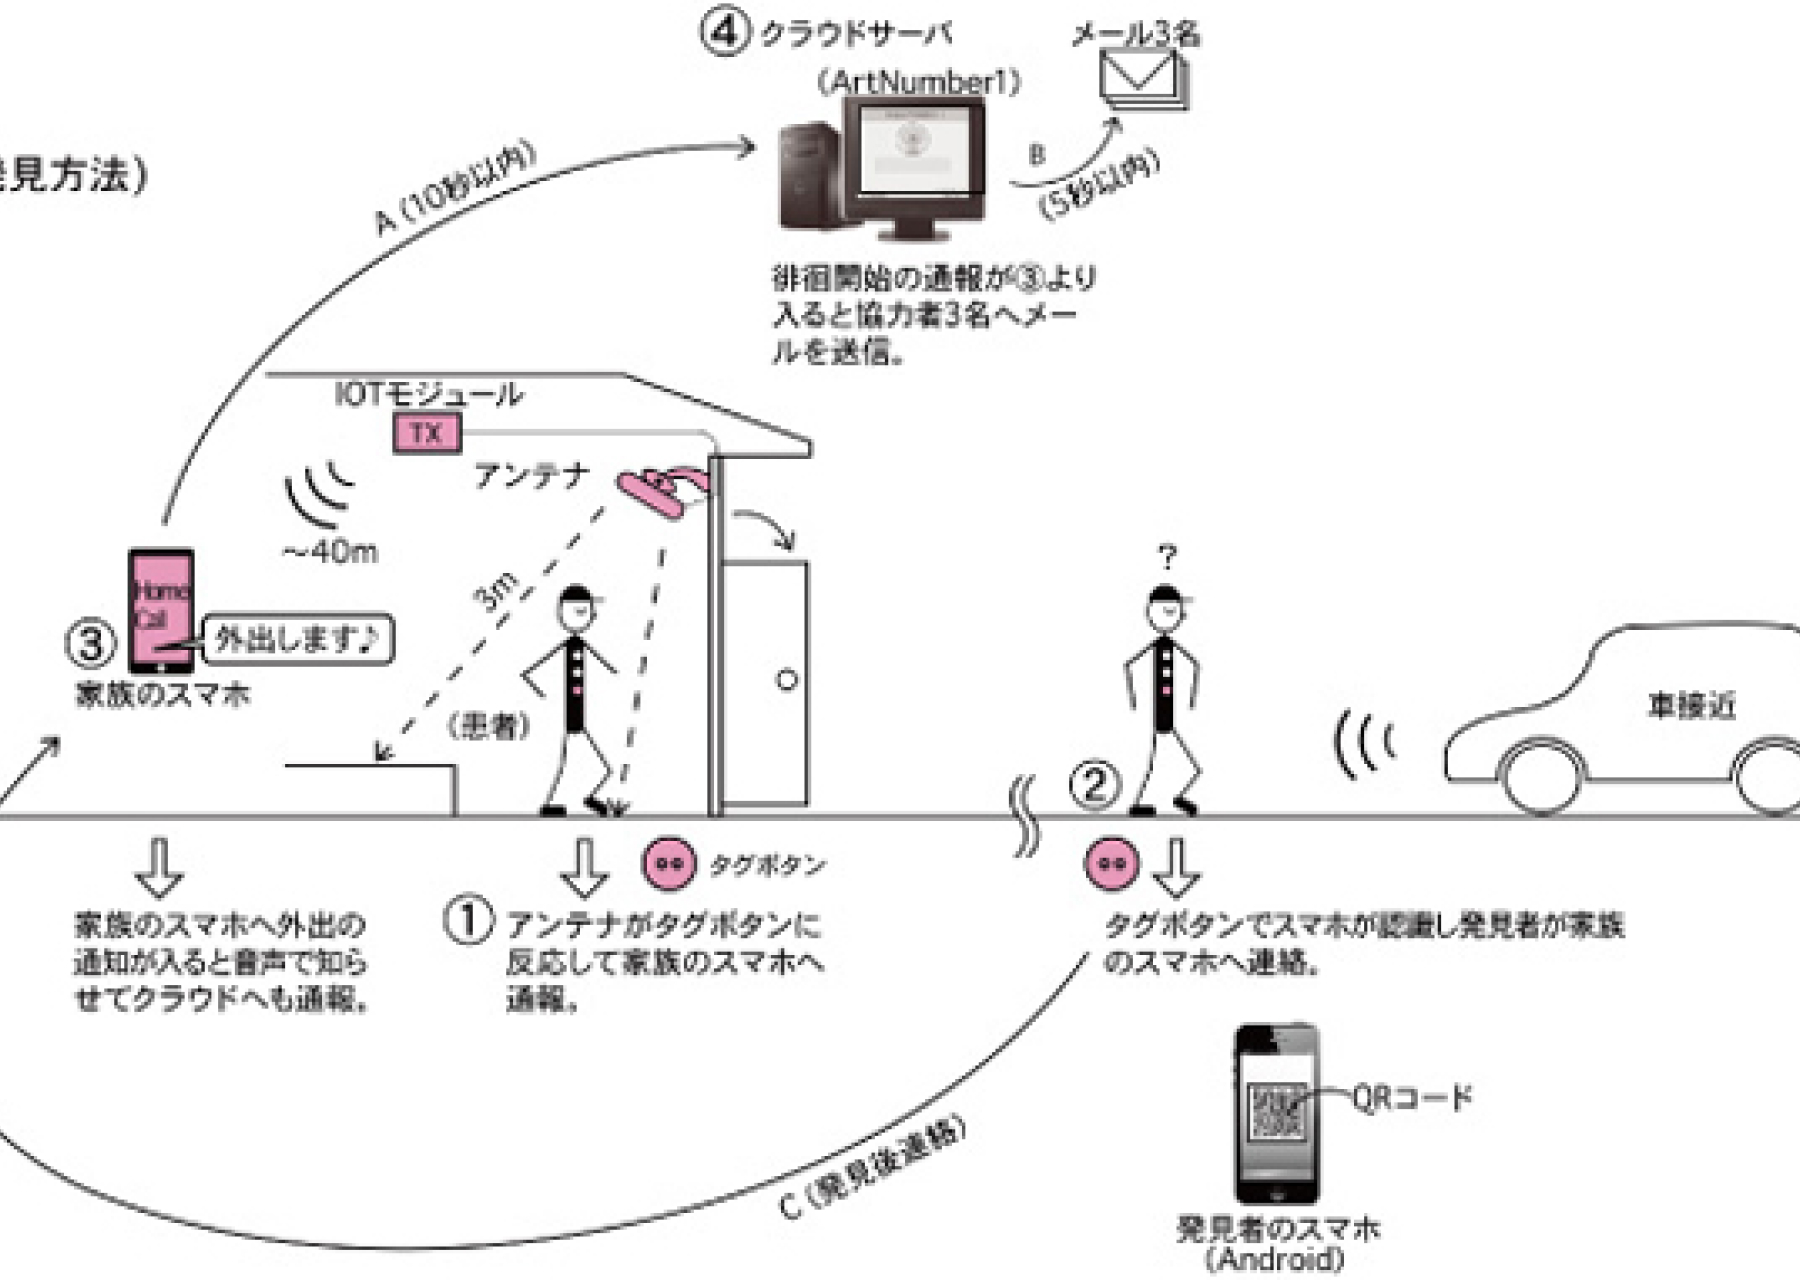 ④ クラウドサーバ
(ArtNumber1)
メール3名
見方法)
A (10秒以内)
B
(5秒以内)
徘徊開始の通報が③より
入ると協力者3名へメー
ルを送信。
IOTモジュール
TX
アンテナ
～40m
3m
Home
Call
外出します♪
③
家族のスマホ
(患者)
?
②
車接近
タグボタン
家族のスマホへ外出の
通知が入ると音声で知ら
せてクラウドへも通報。
① アンテナがタグボタンに
反応して家族のスマホへ
通報。
タグボタンでスマホが認識し発見者が家族
のスマホへ連絡。
C (発見後連絡)
QRコード
発見者のスマホ
(Android)